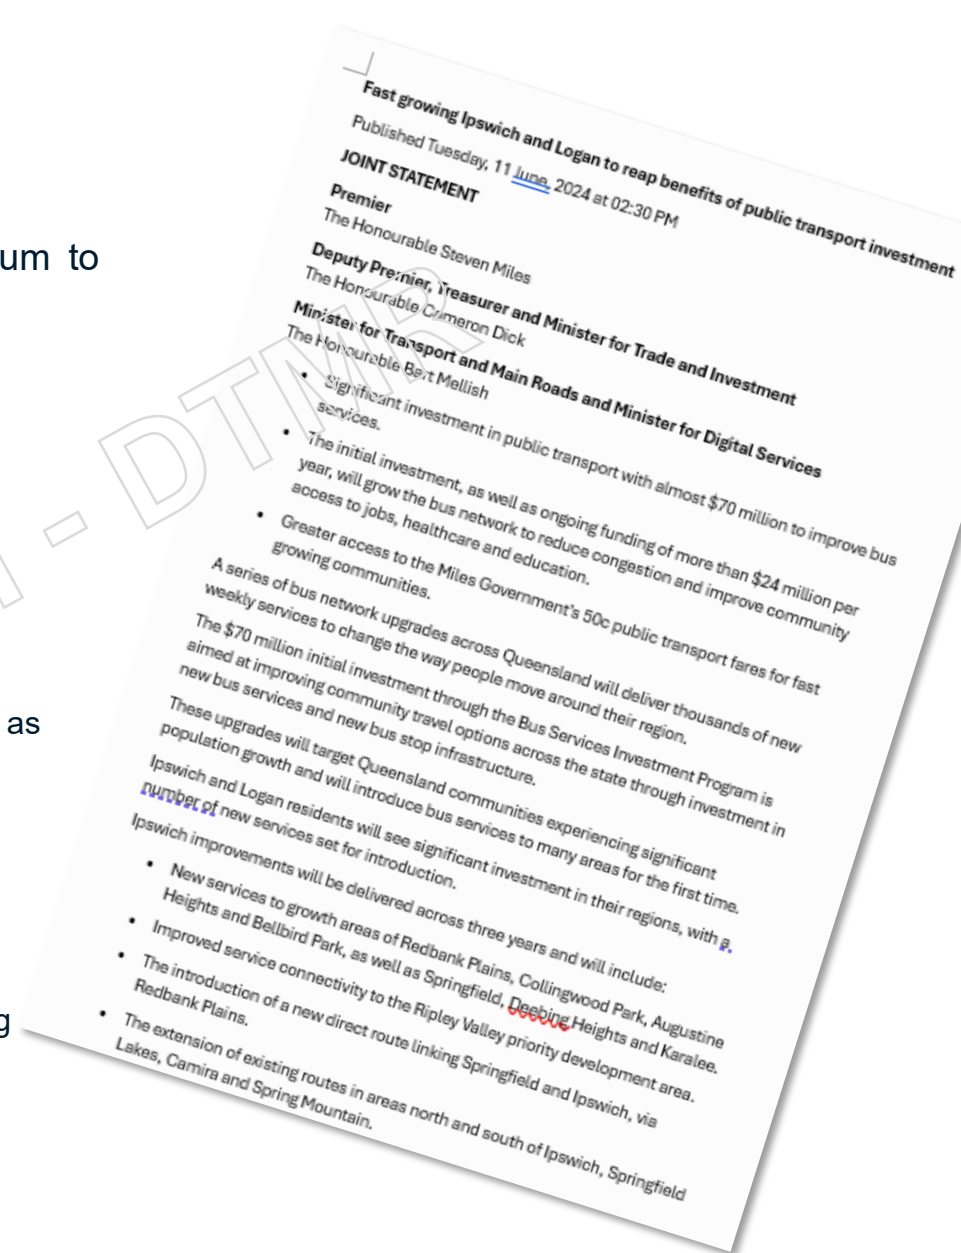 um to
as
g
T - DTMR
Fast growing Ipswich and Logan to reap benefits of public transport investment
Published Tuesday, 11 June, 2024 at 02:30 PM
JOINT STATEMENT
Premier
The Honourable Steven Miles
Deputy Premier, Treasurer and Minister for Trade and Investment
The Honourable Cameron Dick
Minister for Transport and Main Roads and Minister for Digital Services
The Honourable Bart Mellish
• Significant investment in public transport with almost $70 million to improve bus
services.
• The initial investment, as well as ongoing funding of more than $24 million per
year, will grow the bus network to reduce congestion and improve community
access to jobs, healthcare and education.
• Greater access to the Miles Government's 50c public transport fares for fast
growing communities.
A series of bus network upgrades across Queensland will deliver thousands of new
weekly services to change the way people move around their region.
The $70 million initial investment through the Bus Services Investment Program is
aimed at improving community travel options across the state through investment in
new bus services and new bus stop infrastructure.
These upgrades will target Queensland communities experiencing significant
population growth and will introduce bus services to many areas for the first time.
Ipswich and Logan residents will see significant investment in their regions, with a
number of new services set for introduction.
Ipswich improvements will be delivered across three years and will include:
• New services to growth areas of Redbank Plains, Collingwood Park, Augustine
Heights and Bellbird Park, as well as Springfield, Deebing Heights and Karalee.
• Improved service connectivity to the Ripley Valley priority development area.
• The introduction of a new direct route linking Springfield and Ipswich, via
Redbank Plains.
• The extension of existing routes in areas north and south of Ipswich, Springfield
Lakes, Camira and Spring Mountain.